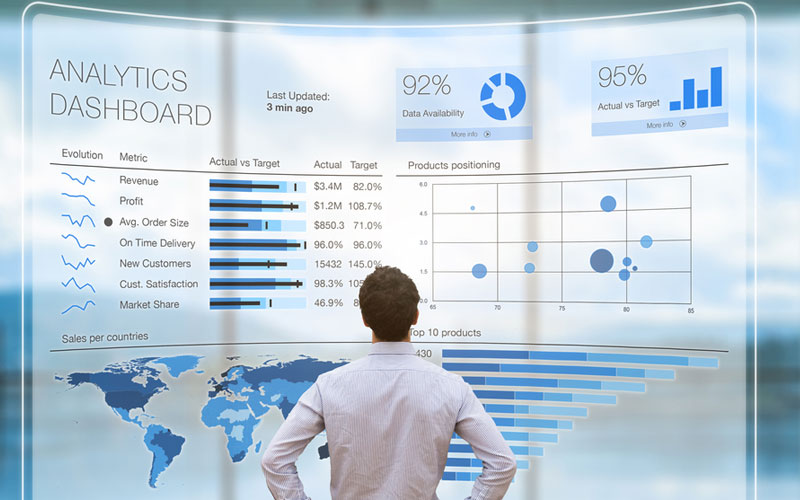 ANALYTICS
DASHBOARD
Last Updated:
3 min ago
92%
Data Availability
More info
95%
Actual vs Target
More info
Evolution Metric Actual vs Target Actual Target
Revenue $3.4M 82.0%
Profit $1.2M 108.7%
Avg. Order Size $850.3 71.0%
On Time Delivery 96.0% 96.0%
New Customers 15432 145.0%
Cust. Satisfaction 98.3%
Market Share 46.9%
Products positioning
6.0
4.5
3.0
1.5
0.0
65 70 75 80 85
Sales per countries
Top 10 products
430